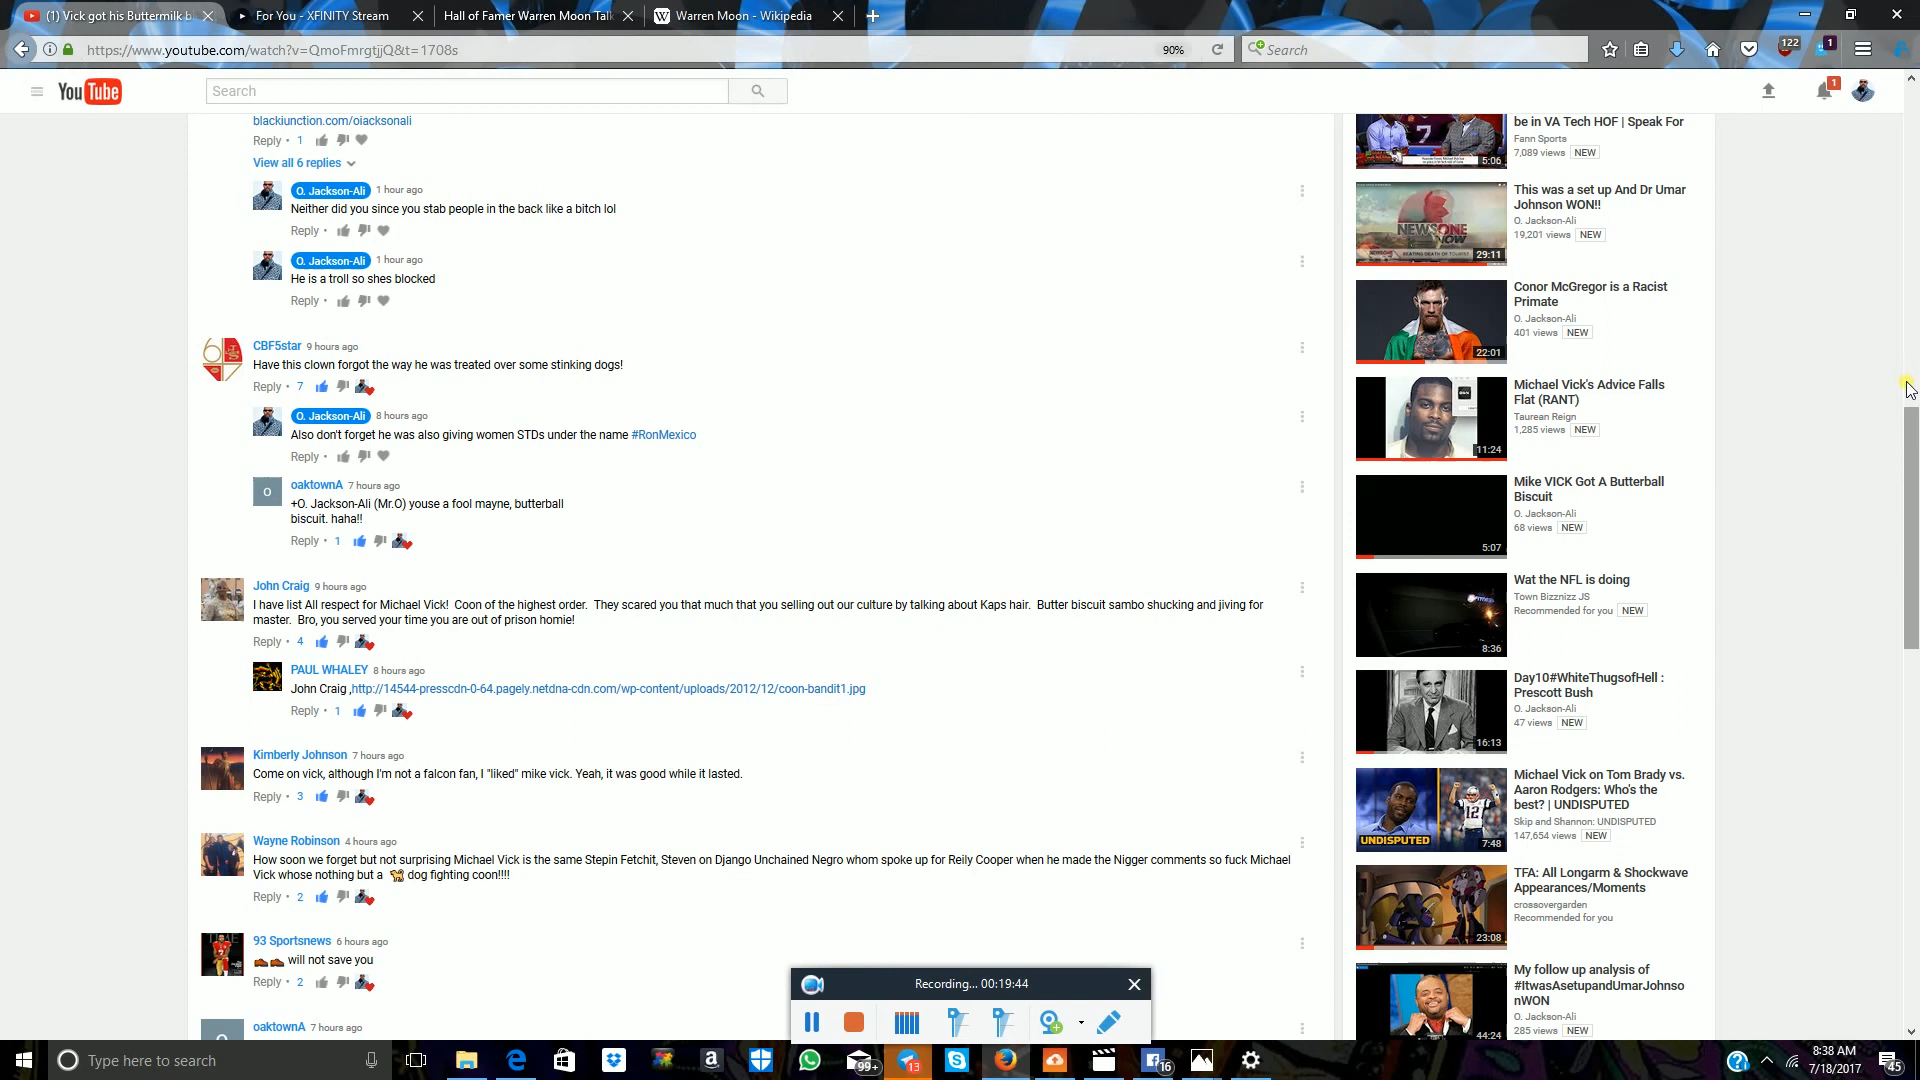 (1) Vick got his Buttermilk b
For You - XFINITY Stream
Hall of Famer Warren Moon Talk
Warren Moon - Wikipedia
https://www.youtube.com/watch?v=QmoFmrgtjjQ&t=1708s
90%
Search
122
1
YouTube
Search
1
blackjunction.com/ojacksonali
Reply • 1
View all 6 replies
O. Jackson-Ali 1 hour ago
Neither did you since you stab people in the back like a bitch lol
Reply •
O. Jackson-Ali 1 hour ago
He is a troll so shes blocked
Reply •
CBF5star 9 hours ago
Have this clown forgot the way he was treated over some stinking dogs!
Reply • 7
O. Jackson-Ali 8 hours ago
Also don't forget he was also giving women STDs under the name #RonMexico
Reply •
O
oaktownA 7 hours ago
+O. Jackson-Ali (Mr.O) youse a fool mayne, butterball
biscuit. haha!!
Reply • 1
John Craig 9 hours ago
I have list All respect for Michael Vick! Coon of the highest order. They scared you that much that you selling out our culture by talking about Kaps hair. Butter biscuit sambo shucking and jiving for
master. Bro, you served your time you are out of prison homie!
Reply • 4
PAUL WHALEY 8 hours ago
John Craig ,http://14544-presscdn-0-64.pagely.netdna-cdn.com/wp-content/uploads/2012/12/coon-bandit1.jpg
Reply • 1
Kimberly Johnson 7 hours ago
Come on vick, although I'm not a falcon fan, I "liked" mike vick. Yeah, it was good while it lasted.
Reply • 3
Wayne Robinson 4 hours ago
How soon we forget but not surprising Michael Vick is the same Stepin Fetchit, Steven on Django Unchained Negro whom spoke up for Reily Cooper when he made the Nigger comments so fuck Michael
Vick whose nothing but a 🐕 dog fighting coon!!!!
Reply • 2
93 Sportsnews 6 hours ago
👞👞 will not save you
Reply • 2
oaktownA 7 hours ago
7
5:06
be in VA Tech HOF | Speak For
Fann Sports
7,089 views NEW
NEWSONE
NOW
BEATING DEATH OF TOURIST
29:11
This was a set up And Dr Umar
Johnson WON!!
O. Jackson-Ali
19,201 views NEW
22:01
Conor McGregor is a Racist
Primate
O. Jackson-Ali
401 views NEW
11:24
Michael Vick's Advice Falls
Flat (RANT)
Taurean Reign
1,285 views NEW
5:07
Mike VICK Got A Butterball
Biscuit
O. Jackson-Ali
68 views NEW
8:36
Wat the NFL is doing
Town Bizznizz JS
Recommended for you NEW
16:13
Day10#WhiteThugsofHell :
Prescott Bush
O. Jackson-Ali
47 views NEW
12
UNDISPUTED
7:48
Michael Vick on Tom Brady vs.
Aaron Rodgers: Who's the
best? | UNDISPUTED
Skip and Shannon: UNDISPUTED
147,654 views NEW
23:08
TFA: All Longarm & Shockwave
Appearances/Moments
crossovergarden
Recommended for you
44:24
My follow up analysis of
#ItwasAsetupandUmarJohnso
nWON
O. Jackson-Ali
285 views NEW
Recording... 00:19:44
Type here to search
99+
13
16
8:38 AM
7/18/2017
45